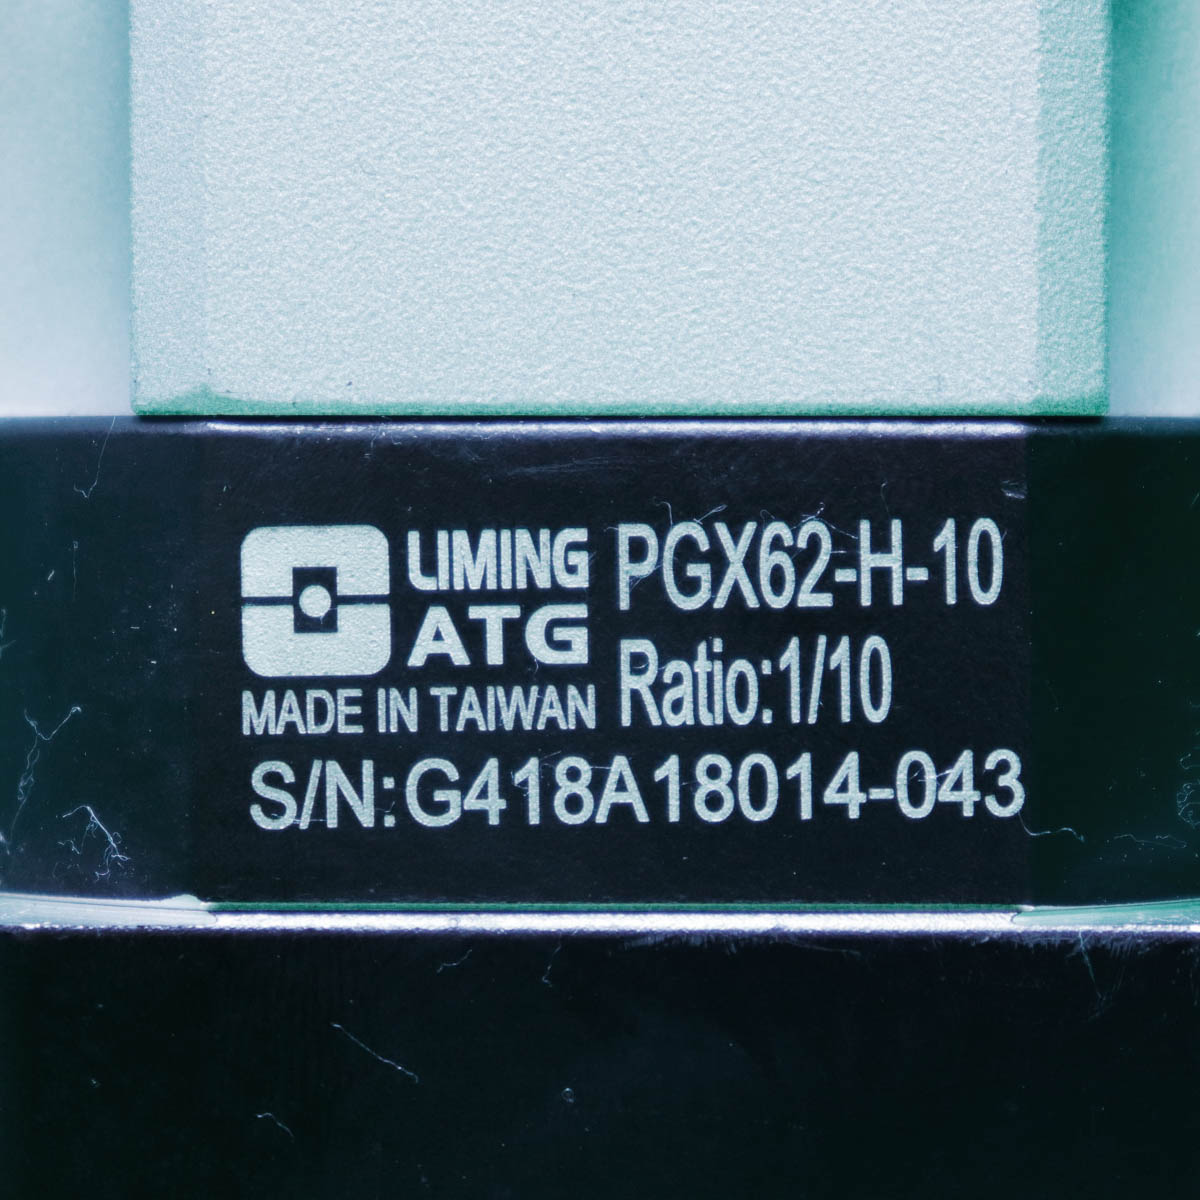 LIMING
ATG
MADE IN TAIWAN
PGX62-H-10
Ratio:1/10
S/N:G418A18014-043